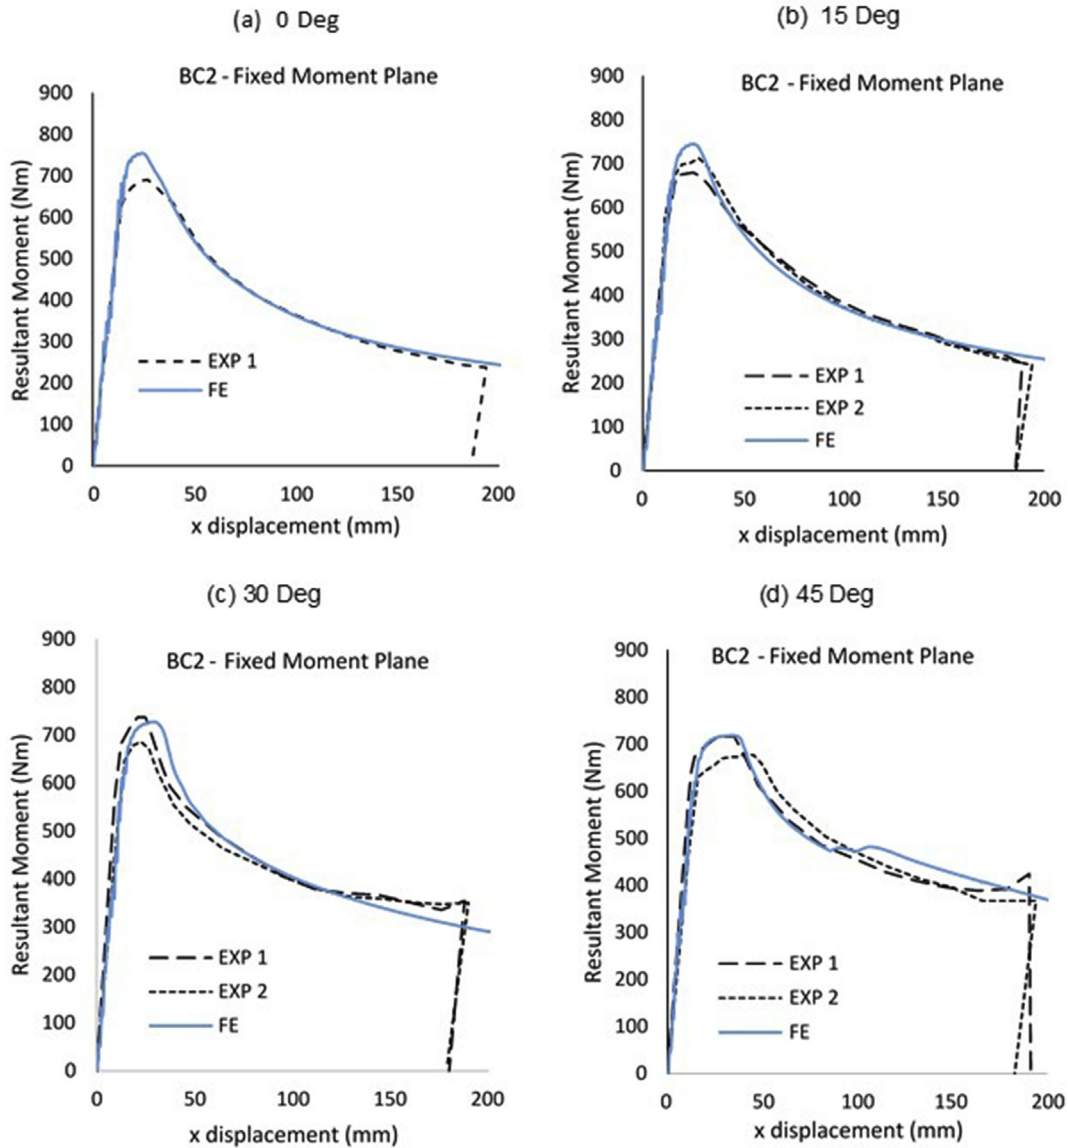 (a) 0 Deg
BC2 - Fixed Moment Plane
Resultant Moment (Nm)
900
800
700
600
500
400
300
200
100
0
EXP 1
FE
0 50 100 150 200
x displacement (mm)
(b) 15 Deg
BC2 - Fixed Moment Plane
Resultant Moment (Nm)
900
800
700
600
500
400
300
200
100
0
EXP 1
EXP 2
FE
0 50 100 150 200
x displacement (mm)
(c) 30 Deg
BC2 - Fixed Moment Plane
Resultant Moment (Nm)
900
800
700
600
500
400
300
200
100
0
EXP 1
EXP 2
FE
0 50 100 150 200
x displacement (mm)
(d) 45 Deg
BC2 - Fixed Moment Plane
Resultant Moment (Nm)
900
800
700
600
500
400
300
200
100
0
EXP 1
EXP 2
FE
0 50 100 150 200
x displacement (mm)